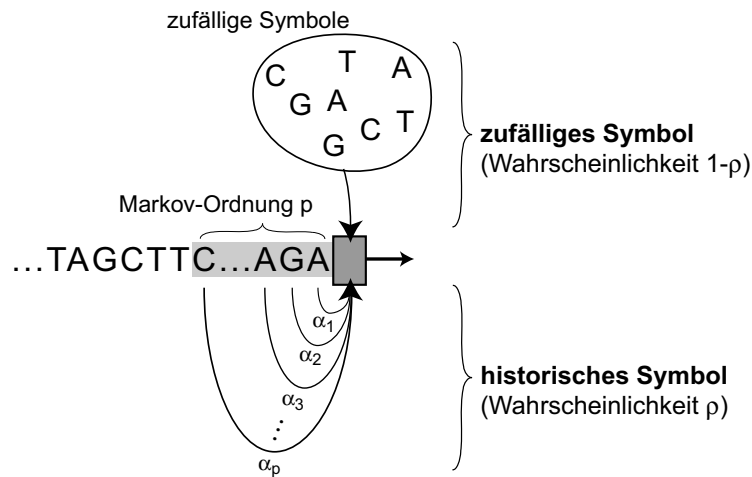 zufällige Symbole
C T A
G A
G C T
zufälliges Symbol
(Wahrscheinlichkeit 1-ρ)
Markov-Ordnung p
...TAGCTTC...AGA
α₁
α₂
α₃
⋮
αₚ
historisches Symbol
(Wahrscheinlichkeit ρ)